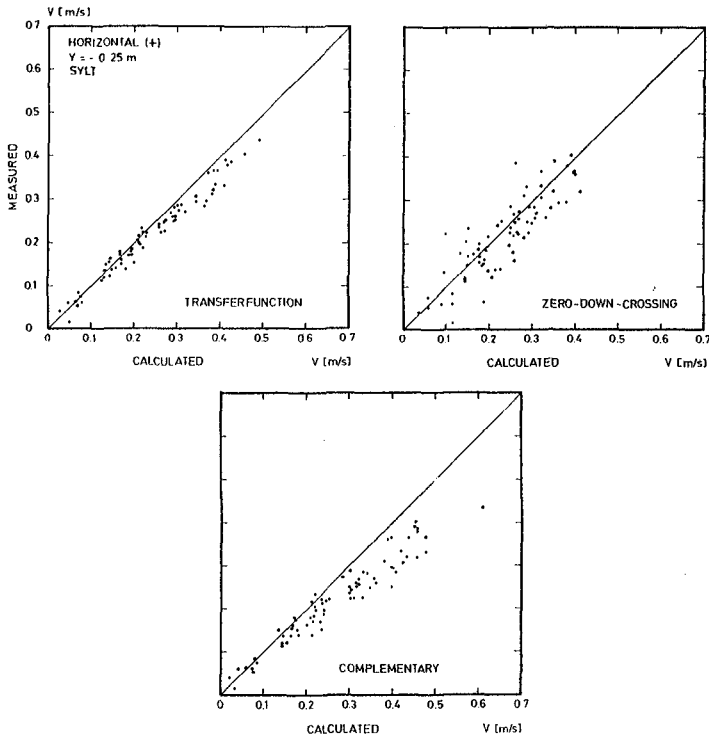 V [m/s]
0.7
0.6
0.5
0.4
0.3
0.2
0.1
0
MEASURED
HORIZONTAL (+)
Y = - 0 25 m
SYLT
TRANSFERFUNCTION
0 0.1 0.2 0.3 0.4 0.5 0.6 0.7
CALCULATED V [m/s]
ZERO-DOWN-CROSSING
0 0.1 0.2 0.3 0.4 0.5 0.6 0.7
CALCULATED V [m/s]
COMPLEMENTARY
0 0.1 0.2 0.3 0.4 0.5 0.6 0 7
CALCULATED V [m/s]